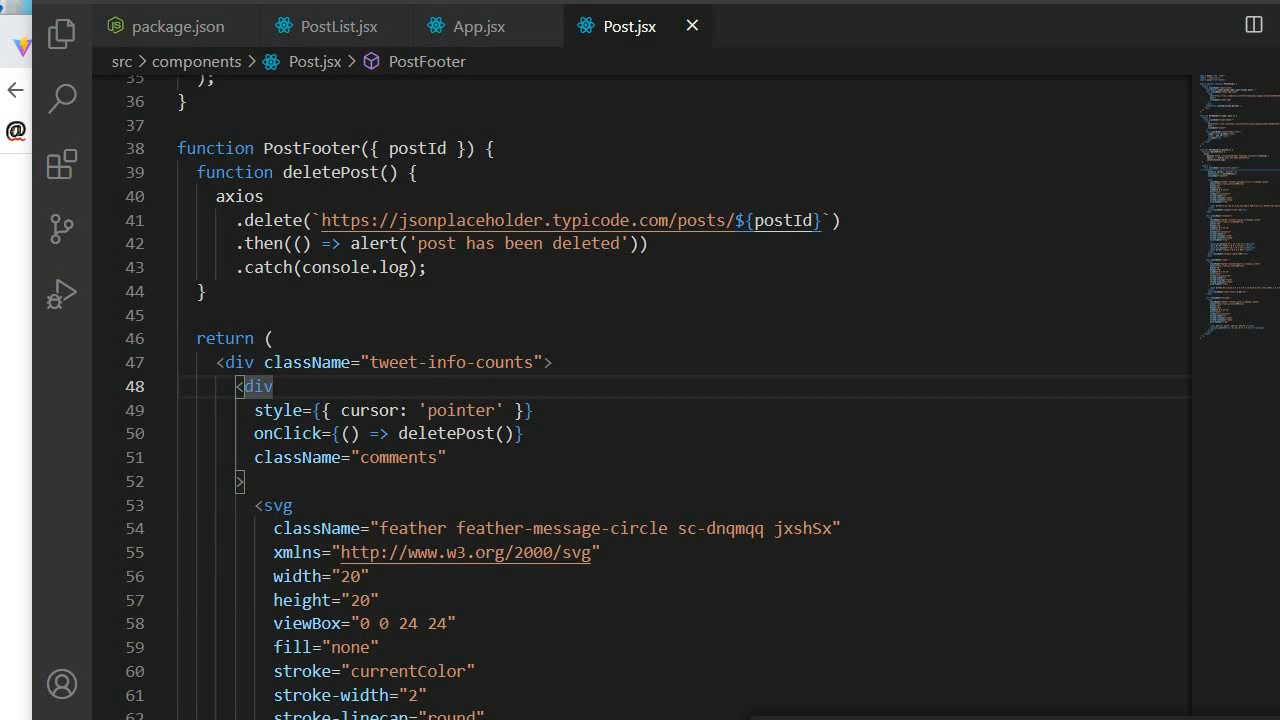 package.json
PostList.jsx
App.jsx
Post.jsx
src > components > Post.jsx > PostFooter
35 );
36 }
37
38 function PostFooter({ postId }) {
39 function deletePost() {
40 axios
41 .delete(`https://jsonplaceholder.typicode.com/posts/${postId}`)
42 .then(() => alert('post has been deleted'))
43 .catch(console.log);
44 }
45
46 return (
47 <div className="tweet-info-counts">
48 <div
49 style={{ cursor: 'pointer' }}
50 onClick={() => deletePost()}
51 className="comments"
52 >
53 <svg
54 className="feather feather-message-circle sc-dnqmqq jxshSx"
55 xmlns="http://www.w3.org/2000/svg"
56 width="20"
57 height="20"
58 viewBox="0 0 24 24"
59 fill="none"
60 stroke="currentColor"
61 stroke-width="2"
62 stroke-linecap="round"